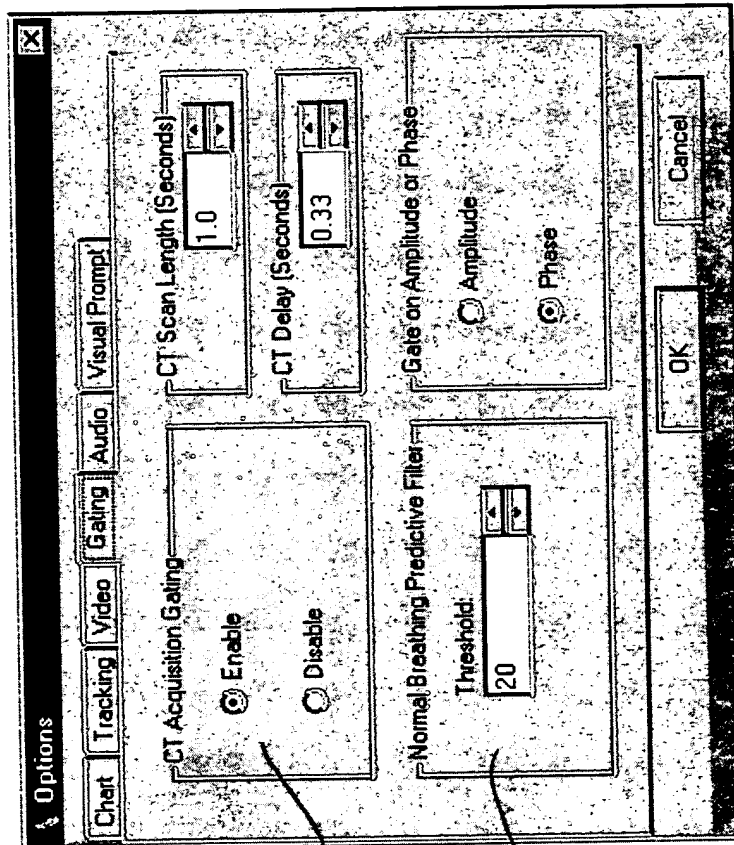 Options
Chart
Tracking
Video
Gating
Audio
Visual Prompt
CT Acquisition Gating
Enable
Disable
CT Scan Length (Seconds)
1.0
CT Delay (Seconds)
0.33
Normal Breathing Predictive Filter
Threshold:
20
Gate on Amplitude or Phase
Amplitude
Phase
OK
Cancel